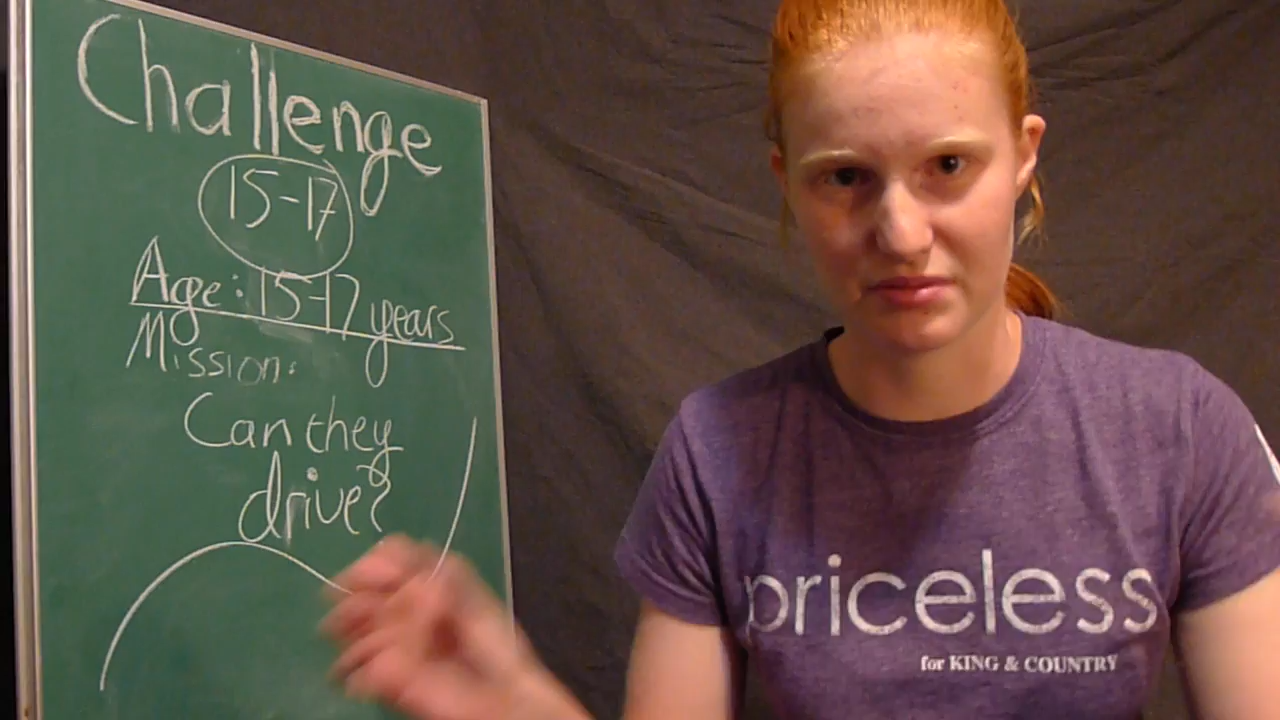 Challenge
15-17
Age: 15-17 years
Mission:
Can they
drive?
priceless
for KING & COUNTRY